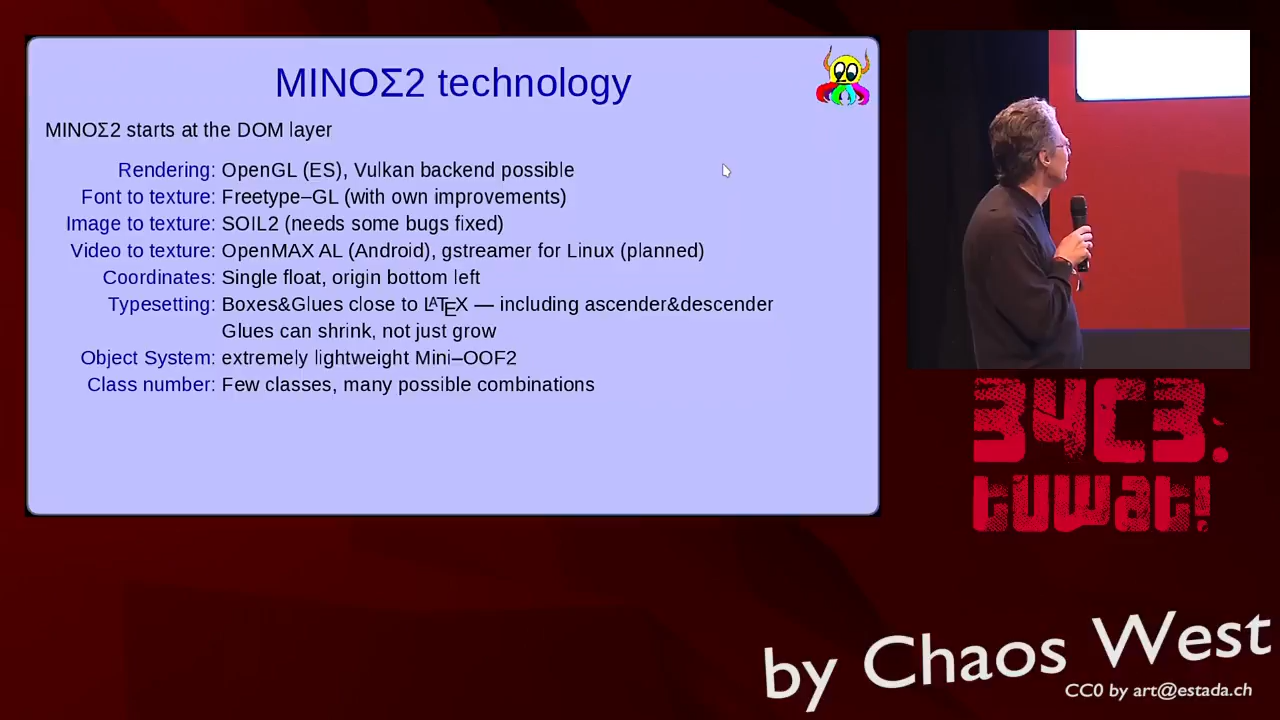 MINOΣ2 technology
MINOΣ2 starts at the DOM layer
Rendering: OpenGL (ES), Vulkan backend possible
Font to texture: Freetype–GL (with own improvements)
Image to texture: SOIL2 (needs some bugs fixed)
Video to texture: OpenMAX AL (Android), gstreamer for Linux (planned)
Coordinates: Single float, origin bottom left
Typesetting: Boxes&Glues close to LATEX — including ascender&descender
Glues can shrink, not just grow
Object System: extremely lightweight Mini–OOF2
Class number: Few classes, many possible combinations
34C3:
tuwat!
by Chaos West
CC0 by art@estada.ch